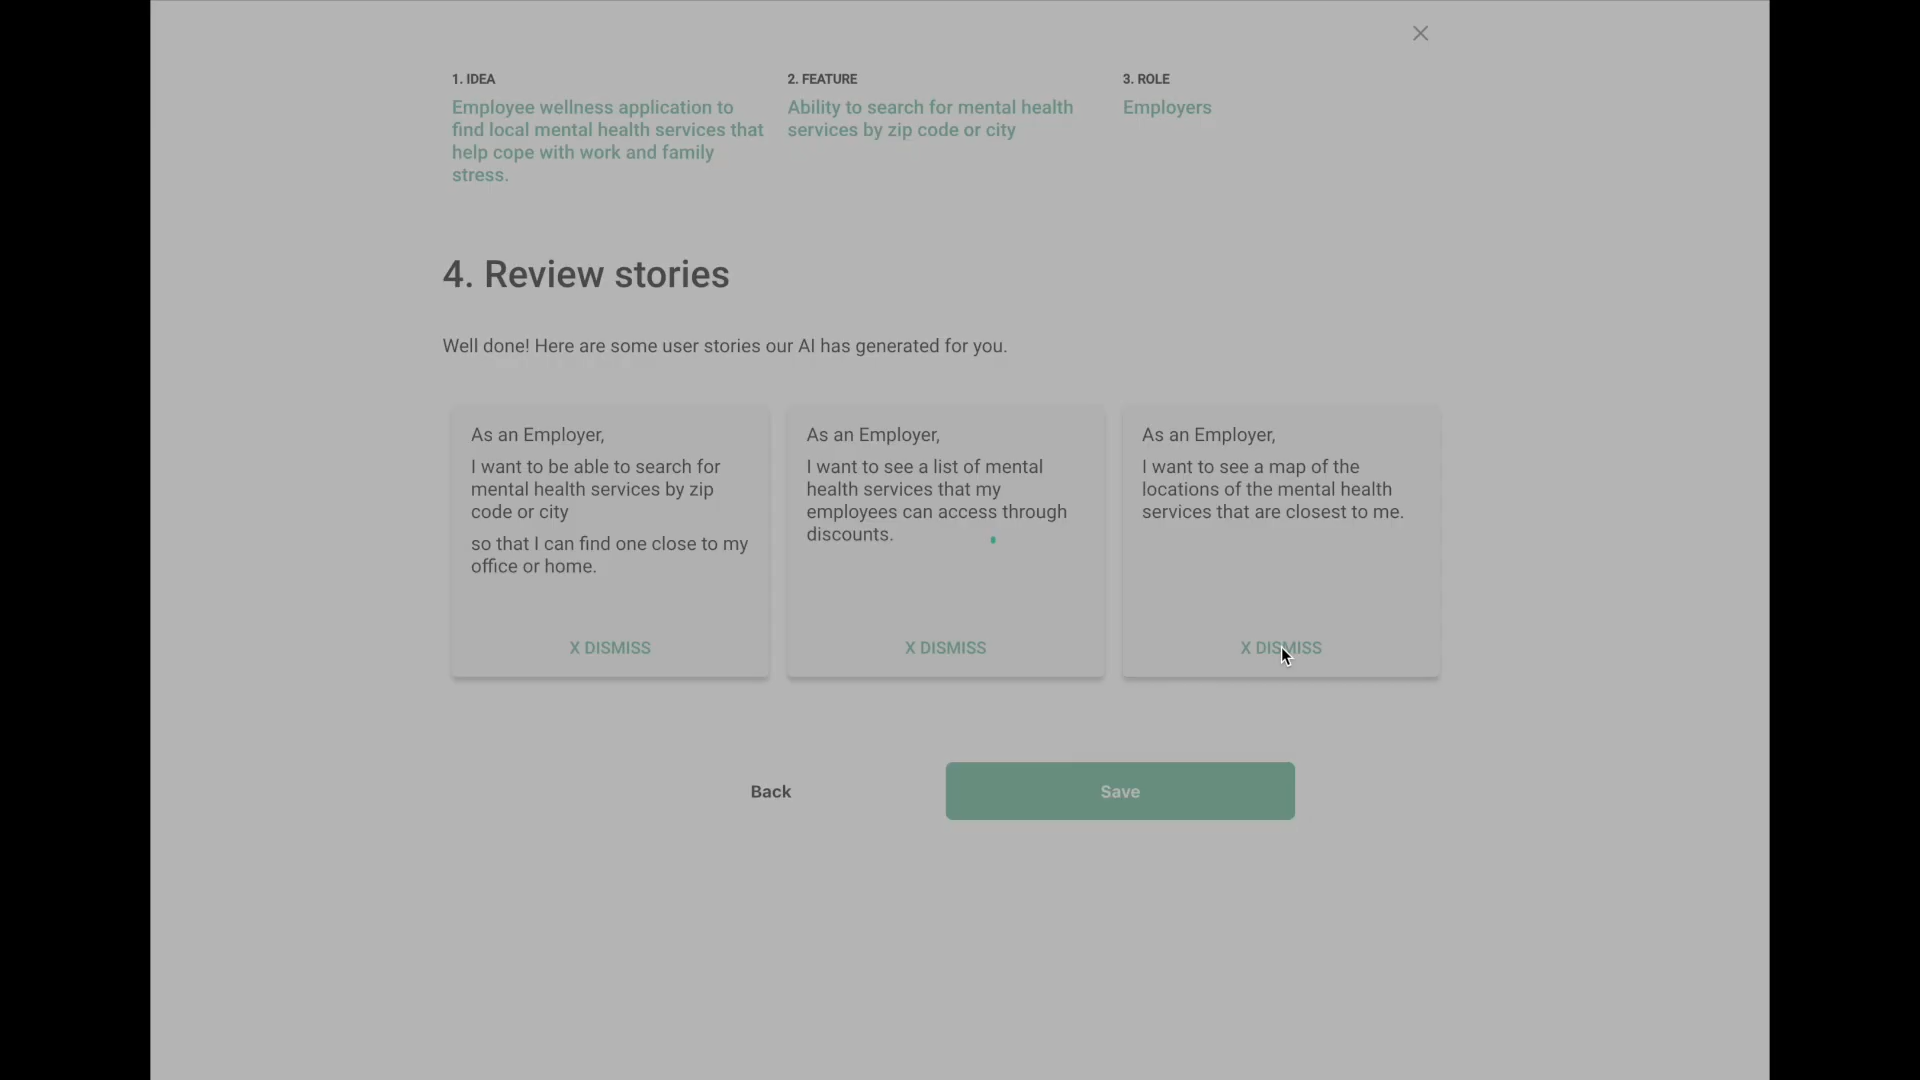 1. IDEA
Employee wellness application to
find local mental health services that
help cope with work and family
stress.
2. FEATURE
Ability to search for mental health
services by zip code or city
3. ROLE
Employers
4. Review stories
Well done! Here are some user stories our AI has generated for you.
As an Employer,
I want to be able to search for
mental health services by zip
code or city
so that I can find one close to my
office or home.
X DISMISS
As an Employer,
I want to see a list of mental
health services that my
employees can access through
discounts.
X DISMISS
As an Employer,
I want to see a map of the
locations of the mental health
services that are closest to me.
X DISMISS
Back
Save